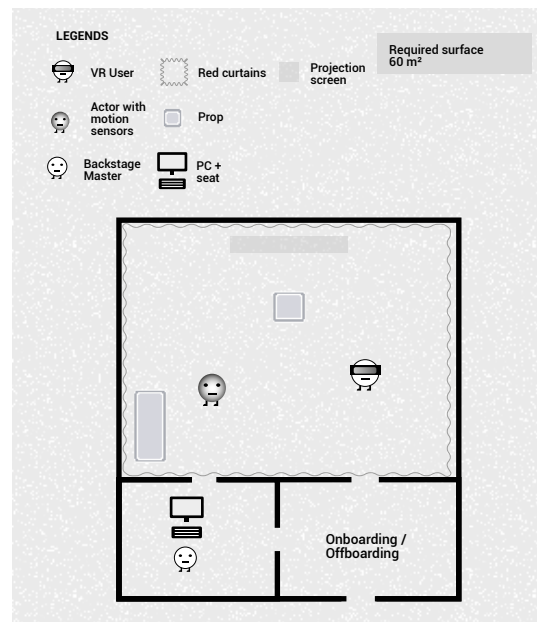 LEGENDS
Required surface
60 m²
VR User
Red curtains
Projection
screen
Actor with
motion
sensors
Prop
Backstage
Master
PC +
seat
Onboarding /
Offboarding